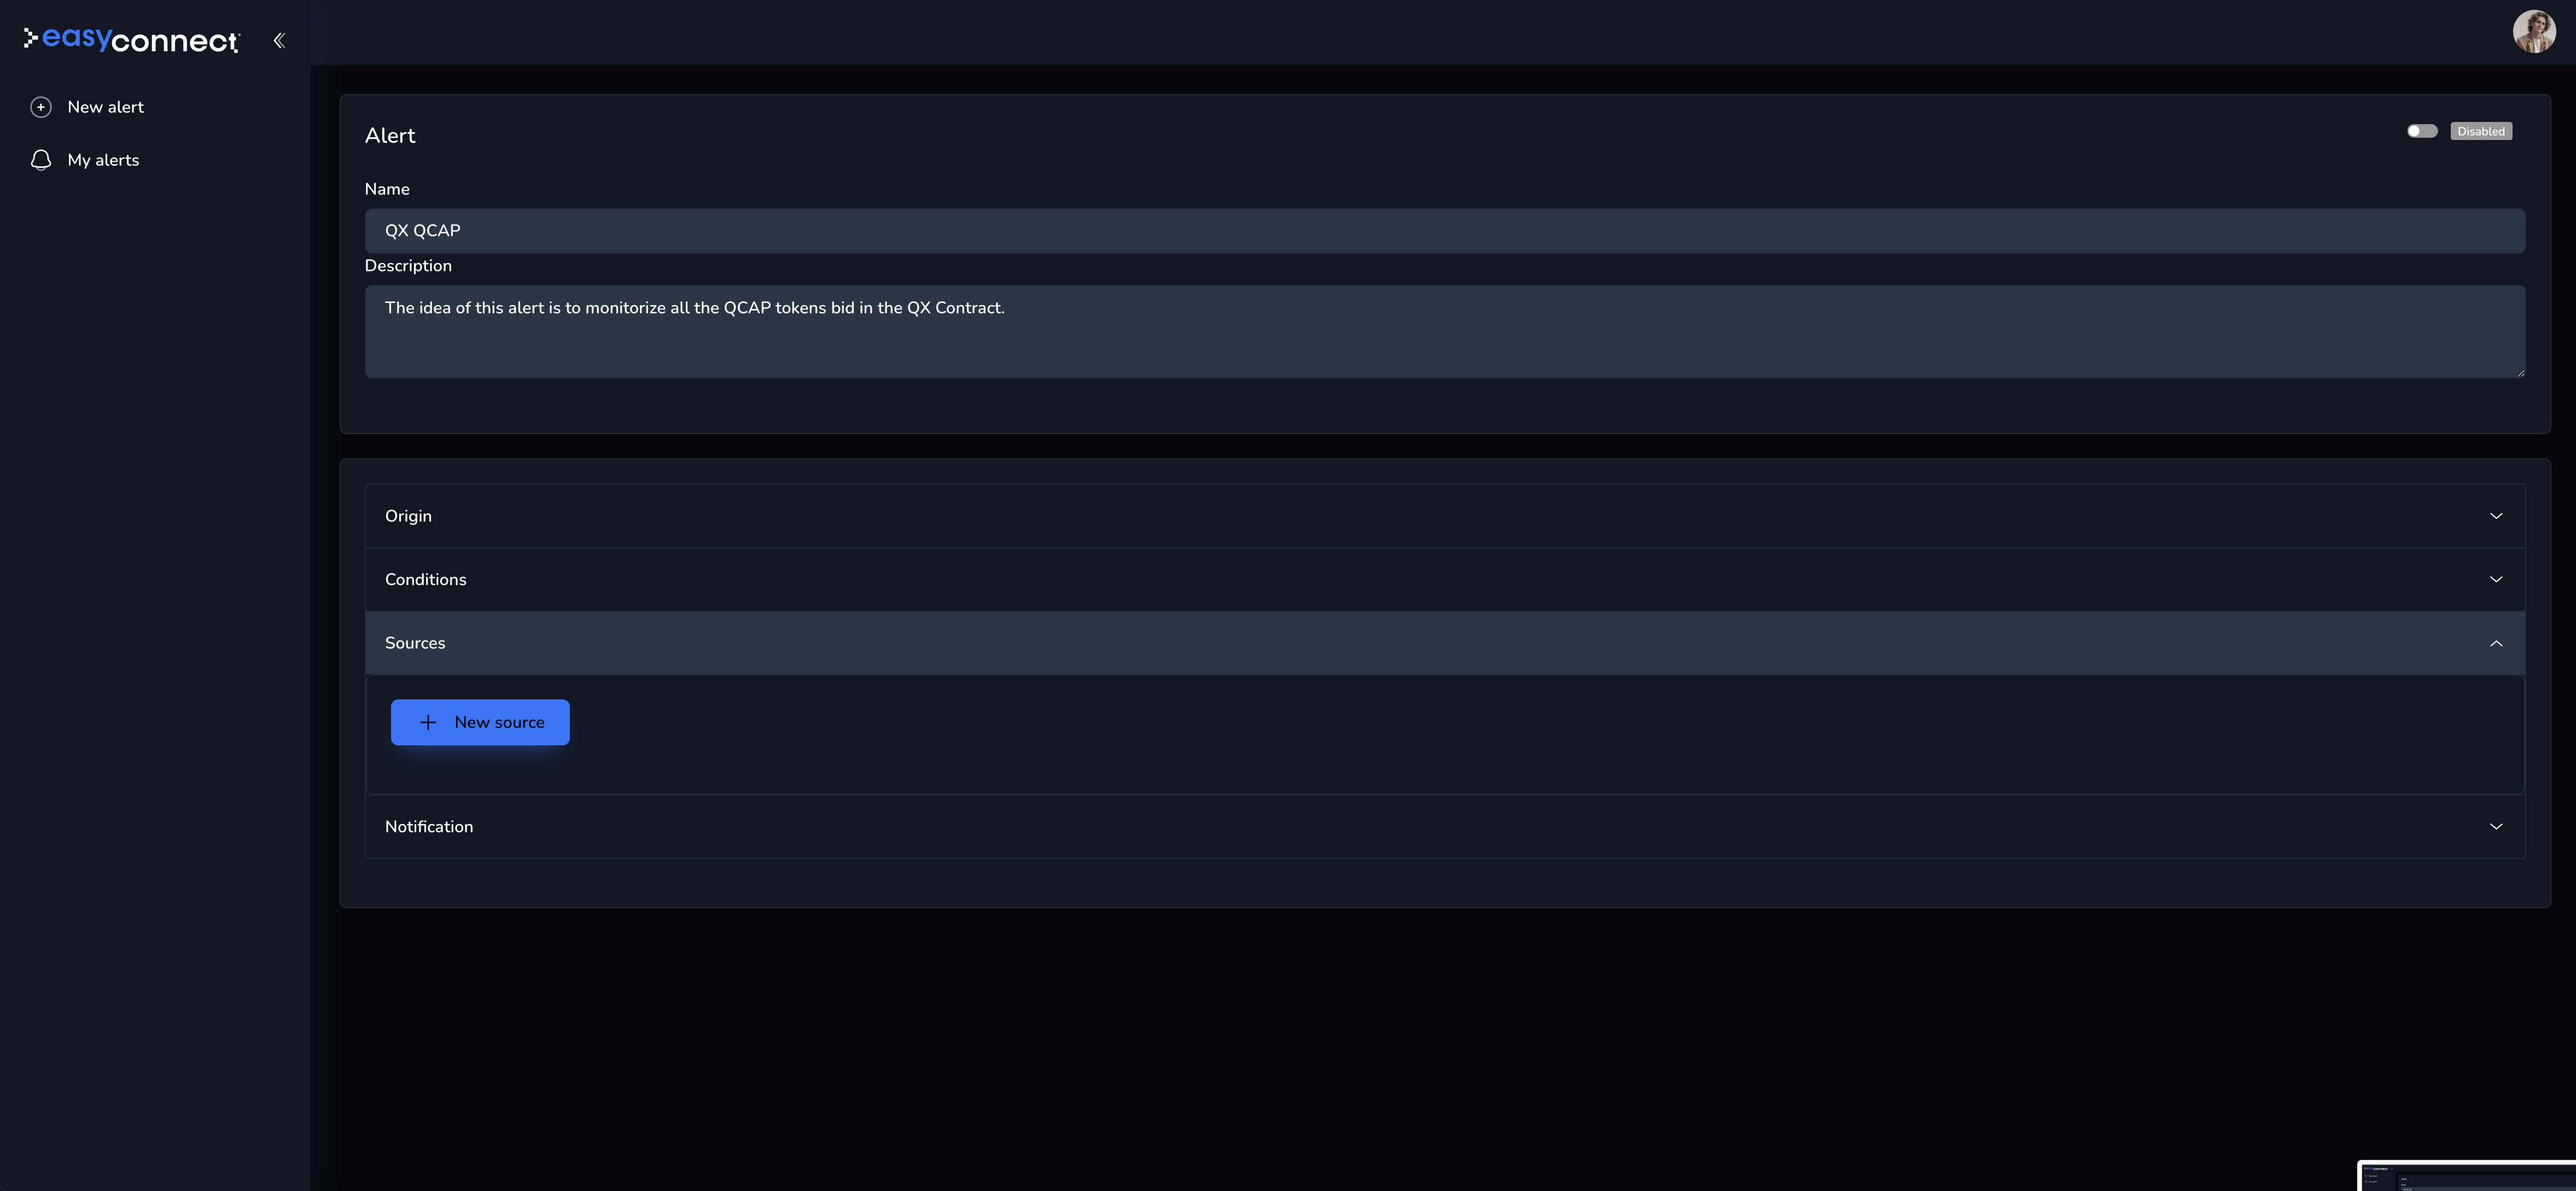 easyconnect
New alert
My alerts
Alert
Disabled
Name
QX QCAP
Description
The idea of this alert is to monitorize all the QCAP tokens bid in the QX Contract.
Origin
Conditions
Sources
New source
Notification